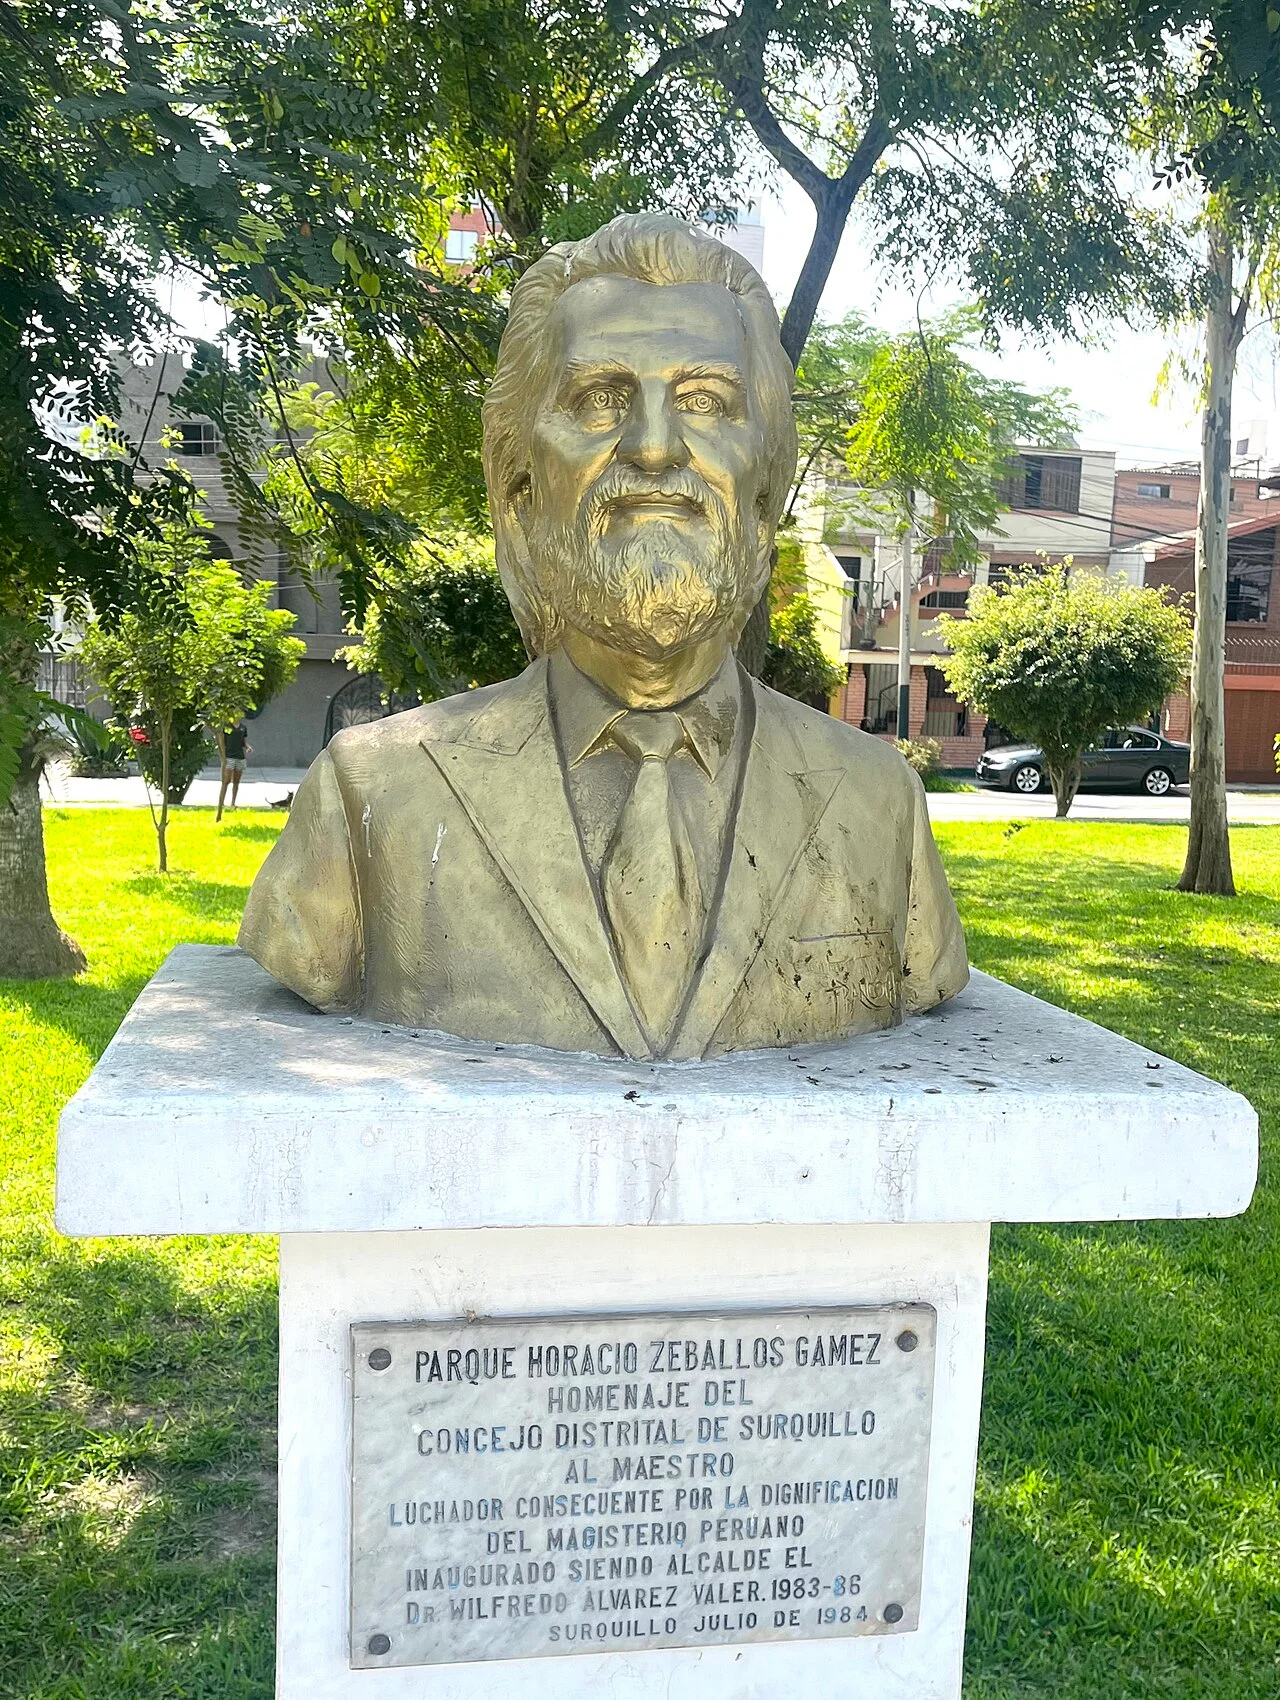 PARQUE HORACIO ZEBALLOS GAMEZ
HOMENAJE DEL
CONCEJO DISTRITAL DE SURQUILLO
AL MAESTRO
LUCHADOR CONSECUENTE POR LA DIGNIFICACION
DEL MAGISTERIO PERUANO
INAUGURADO SIENDO ALCALDE EL
DR. WILFREDO ALVAREZ VALER. 1983-86
SURQUILLO JULIO DE 1984